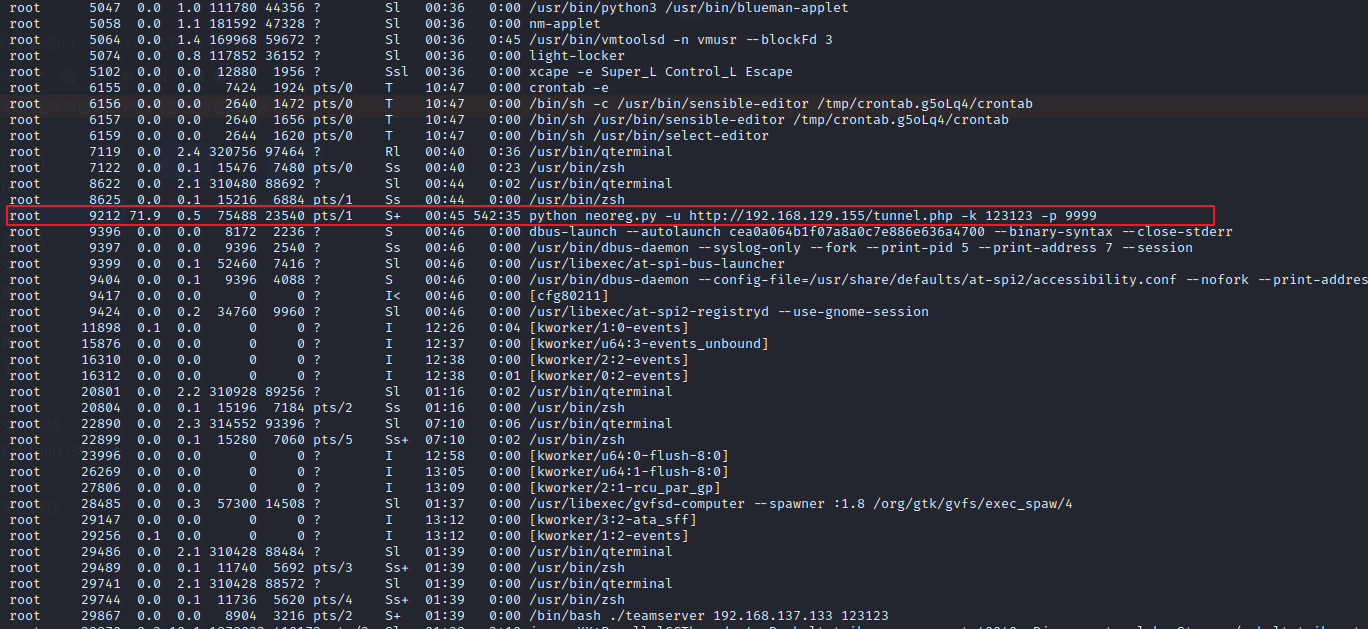 root 5047 0.0 1.0 111780 44356 ? Sl 00:36 0:00 /usr/bin/python3 /usr/bin/blueman-applet
root 5058 0.0 1.1 181592 47328 ? Sl 00:36 0:00 nm-applet
root 5064 0.0 1.4 169968 59672 ? Sl 00:36 0:45 /usr/bin/vmtoolsd -n vmusr --blockFd 3
root 5074 0.0 0.8 117852 36152 ? Sl 00:36 0:00 light-locker
root 5102 0.0 0.0 12880 1956 ? Ssl 00:36 0:00 xcape -e Super_L Control_L Escape
root 6155 0.0 0.0 7424 1924 pts/0 T 10:47 0:00 crontab -e
root 6156 0.0 0.0 2640 1472 pts/0 T 10:47 0:00 /bin/sh -c /usr/bin/sensible-editor /tmp/crontab.g5oLq4/crontab
root 6157 0.0 0.0 2640 1656 pts/0 T 10:47 0:00 /bin/sh /usr/bin/sensible-editor /tmp/crontab.g5oLq4/crontab
root 6159 0.0 0.0 2644 1620 pts/0 T 10:47 0:00 /bin/sh /usr/bin/select-editor
root 7119 0.0 2.4 320756 97464 ? Rl 00:40 0:36 /usr/bin/qterminal
root 7122 0.0 0.1 15476 7480 pts/0 Ss 00:40 0:23 /usr/bin/zsh
root 8622 0.0 2.1 310480 88692 ? Sl 00:44 0:02 /usr/bin/qterminal
root 8625 0.0 0.1 15216 6884 pts/1 Ss 00:44 0:00 /usr/bin/zsh
root 9212 71.9 0.5 75488 23540 pts/1 S+ 00:45 542:35 python neoreg.py -u http://192.168.129.155/tunnel.php -k 123123 -p 9999
root 9396 0.0 0.0 8172 2236 ? S 00:46 0:00 dbus-launch --autolaunch cea0a064b1f07a8a0c7e886e636a4700 --binary-syntax --close-stderr
root 9397 0.0 0.0 9396 2540 ? Ss 00:46 0:00 /usr/bin/dbus-daemon --syslog-only --fork --print-pid 5 --print-address 7 --session
root 9399 0.0 0.1 52460 7416 ? Sl 00:46 0:00 /usr/libexec/at-spi-bus-launcher
root 9404 0.0 0.1 9396 4088 ? S 00:46 0:00 /usr/bin/dbus-daemon --config-file=/usr/share/defaults/at-spi2/accessibility.conf --nofork --print-addres
root 9417 0.0 0.0 0 0 ? I< 00:46 0:00 [cfg80211]
root 9424 0.0 0.2 34760 9960 ? Sl 00:46 0:00 /usr/libexec/at-spi2-registryd --use-gnome-session
root 11898 0.1 0.0 0 0 ? I 12:26 0:04 [kworker/1:0-events]
root 15876 0.0 0.0 0 0 ? I 12:37 0:00 [kworker/u64:3-events_unbound]
root 16310 0.0 0.0 0 0 ? I 12:38 0:00 [kworker/2:2-events]
root 16312 0.0 0.0 0 0 ? I 12:38 0:01 [kworker/0:2-events]
root 20801 0.0 2.2 310928 89256 ? Sl 01:16 0:02 /usr/bin/qterminal
root 20804 0.0 0.1 15196 7184 pts/2 Ss 01:16 0:00 /usr/bin/zsh
root 22890 0.0 2.3 314552 93396 ? Sl 07:10 0:06 /usr/bin/qterminal
root 22899 0.0 0.1 15280 7060 pts/5 Ss+ 07:10 0:02 /usr/bin/zsh
root 23996 0.0 0.0 0 0 ? I 12:58 0:00 [kworker/u64:0-flush-8:0]
root 26269 0.0 0.0 0 0 ? I 13:05 0:00 [kworker/u64:1-flush-8:0]
root 27806 0.0 0.0 0 0 ? I 13:09 0:00 [kworker/2:1-rcu_par_gp]
root 28485 0.0 0.3 57300 14508 ? Sl 01:37 0:00 /usr/libexec/gvfsd-computer --spawner :1.8 /org/gtk/gvfs/exec_spaw/4
root 29147 0.0 0.0 0 0 ? I 13:12 0:00 [kworker/3:2-ata_sff]
root 29256 0.1 0.0 0 0 ? I 13:12 0:00 [kworker/1:2-events]
root 29486 0.0 2.1 310428 88484 ? Sl 01:39 0:00 /usr/bin/qterminal
root 29489 0.0 0.1 11740 5692 pts/3 Ss+ 01:39 0:00 /usr/bin/zsh
root 29741 0.0 2.1 310428 88572 ? Sl 01:39 0:00 /usr/bin/qterminal
root 29744 0.0 0.1 11736 5620 pts/4 Ss+ 01:39 0:00 /usr/bin/zsh
root 29867 0.0 0.0 8904 3216 pts/2 S+ 01:39 0:00 /bin/bash ./teamserver 192.168.137.133 123123